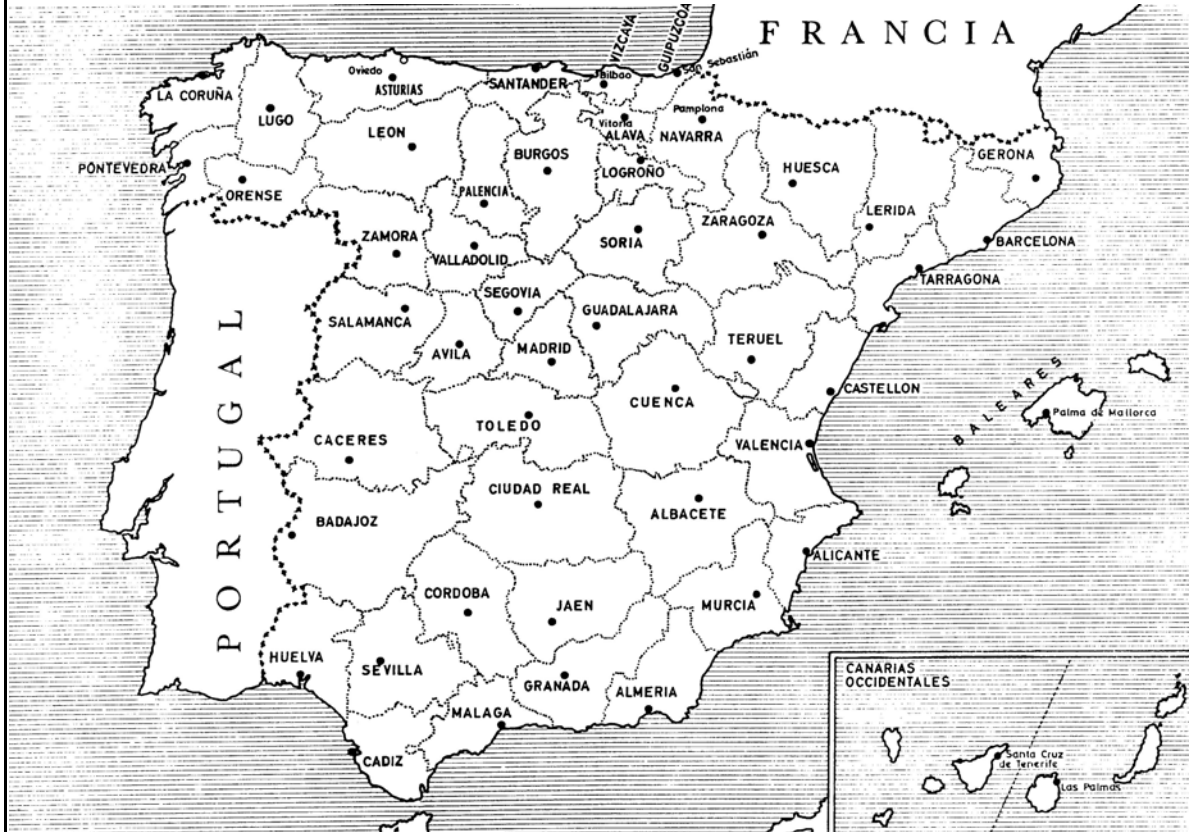 FRANCIA
VIZCAYA
GUIPUZCOA
San Sebastián
Bilbao
Oviedo
ASTURIAS
SANTANDER
LA CORUÑA
LUGO
LEON
Pamplona
Vitoria
ALAVA
NAVARRA
BURGOS
HUESCA
GERONA
PONTEVEDRA
ORENSE
LOGROÑO
PALENCIA
ZARAGOZA
LERIDA
ZAMORA
SORIA
BARCELONA
VALLADOLID
TARRAGONA
SEGOVIA
GUADALAJARA
SALAMANCA
TERUEL
AVILA
MADRID
PORTUGAL
CASTELLON
CUENCA
BALEARES
Palma de Mallorca
TOLEDO
CACERES
VALENCIA
CIUDAD REAL
ALBACETE
BADAJOZ
ALICANTE
CORDOBA
JAEN
MURCIA
HUELVA
SEVILLA
GRANADA
ALMERIA
MALAGA
CADIZ
CANARIAS
OCCIDENTALES
Santa Cruz
de Tenerife
Las Palmas